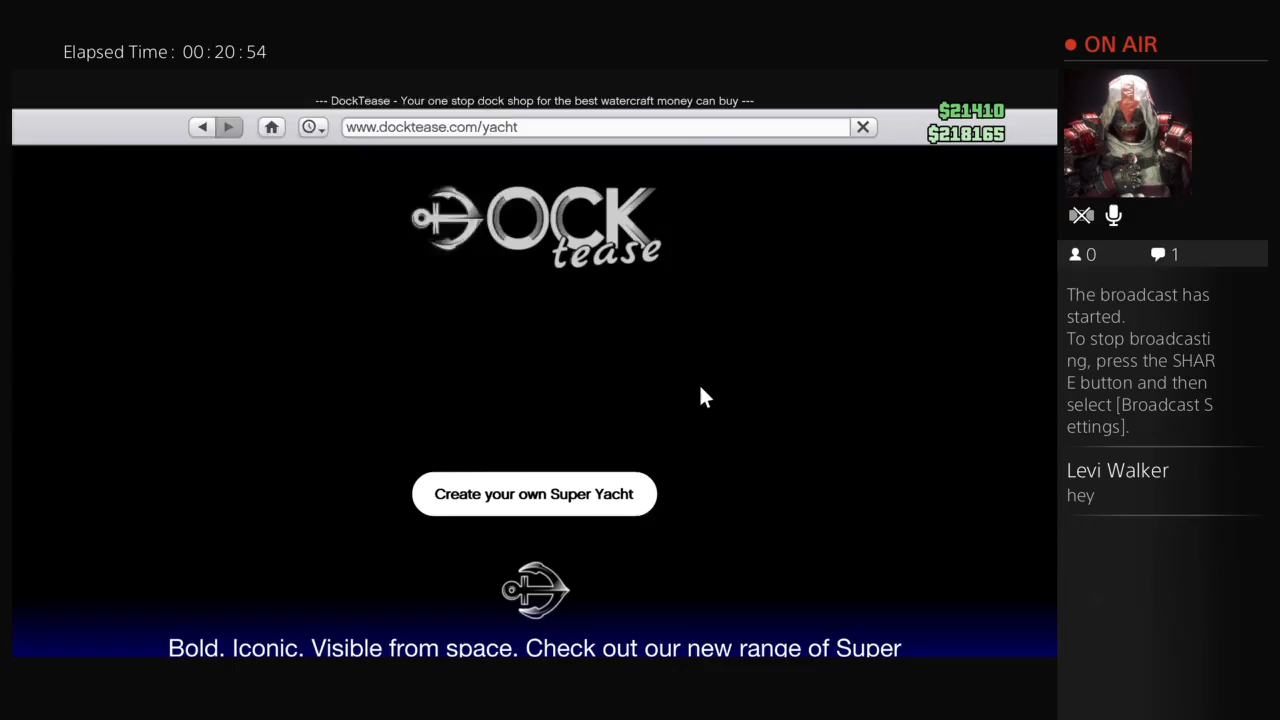 Elapsed Time: 00:20:54
ON AIR
--- DockTease - Your one stop dock shop for the best watercraft money can buy ---
$21410
www.docktease.com/yacht
$218165
DOCK
tease
0 1
The broadcast has
started.
To stop broadcasti
ng, press the SHAR
E button and then
select [Broadcast S
ettings].
Levi Walker
hey
Create your own Super Yacht
Bold. Iconic. Visible from space. Check out our new range of Super